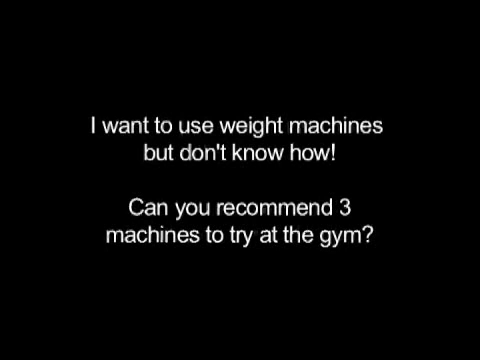 I want to use weight machines
but don't know how!
Can you recommend 3
machines to try at the gym?